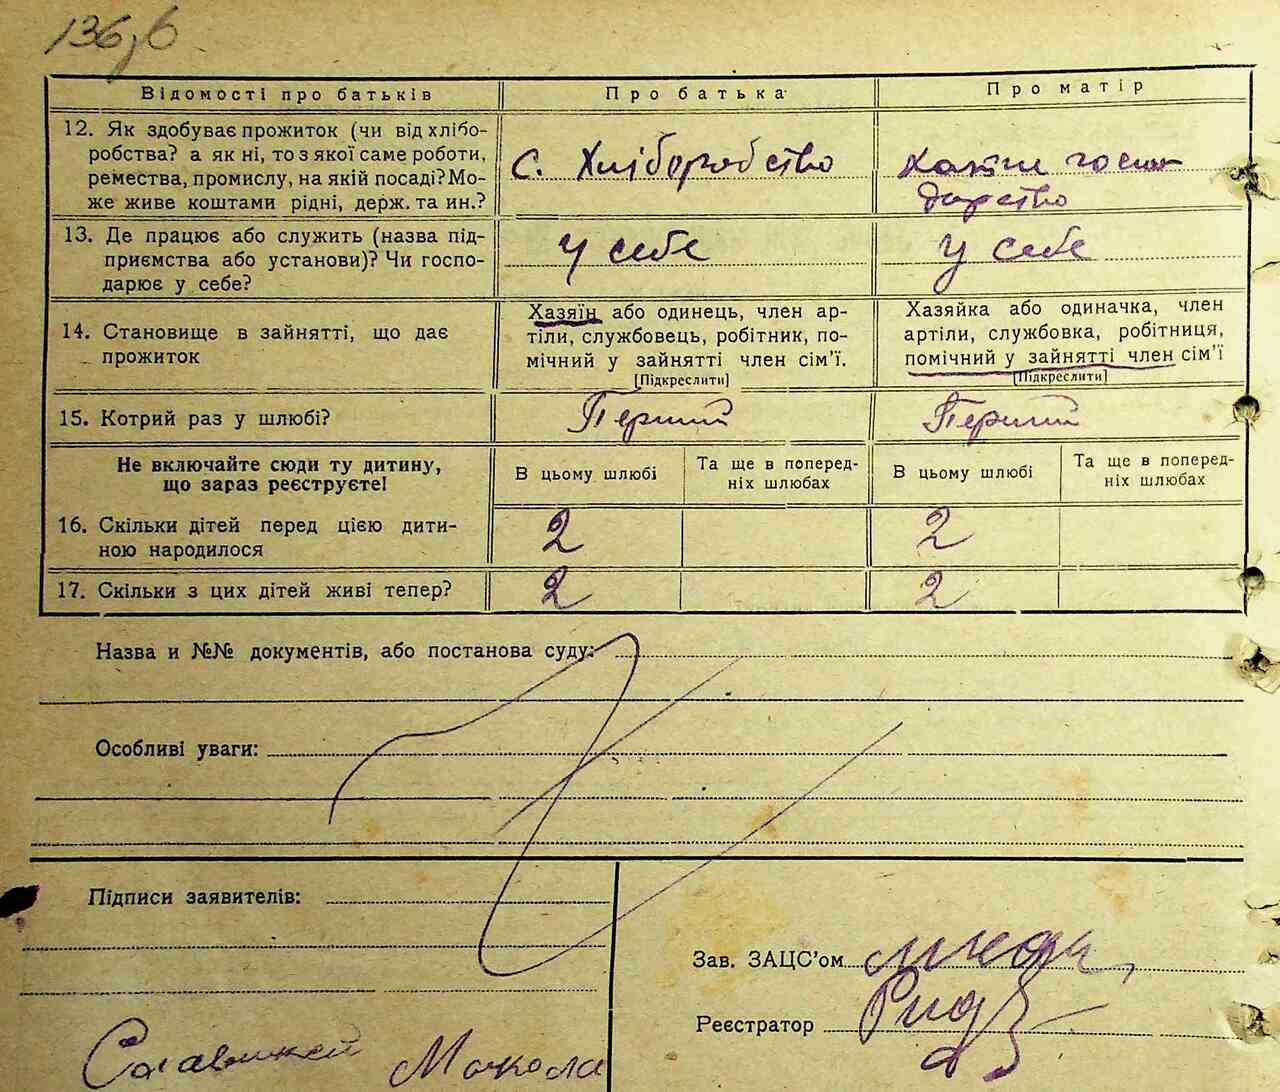 136,б
Відомості про батьків Про батька Про матір
12. Як здобуває прожиток (чи від хлібо-
робства? а як ні, то з якої саме роботи,
ремества, промислу, на якій посаді? Мо-
же живе коштами рідні, держ. та ин.?
с. Хліборобство
хатнє госпо
дарство
13. Де працює або служить (назва під-
приємства або установи)? Чи госпо-
дарює у себе?
у себе
у себе
14. Становище в зайнятті, що дає
прожиток
Хазяїн або одинець, член ар-
тіли, службовець, робітник, по-
мічний у зайнятті член сім'ї.
[Підкреслити]
Хазяйка або одиначка, член
артіли, службовка, робітниця,
помічний у зайнятті член сім'ї
[Підкреслити]
15. Котрий раз у шлюбі?
Перший
Перший
Не включайте сюди ту дитину,
що зараз реєструєте!
В цьому шлюбі
Та ще в поперед-
ніх шлюбах
В цьому шлюбі
Та ще в поперед-
ніх шлюбах
16. Скільки дітей перед цією дити-
ною народилося
2
2
17. Скільки з цих дітей живі тепер?
2
2
Назва и №№ документів, або постанова суду:
Особливі уваги:
Підписи заявителів:
Зав. ЗАЦС'ом
Реєстратор
Микола